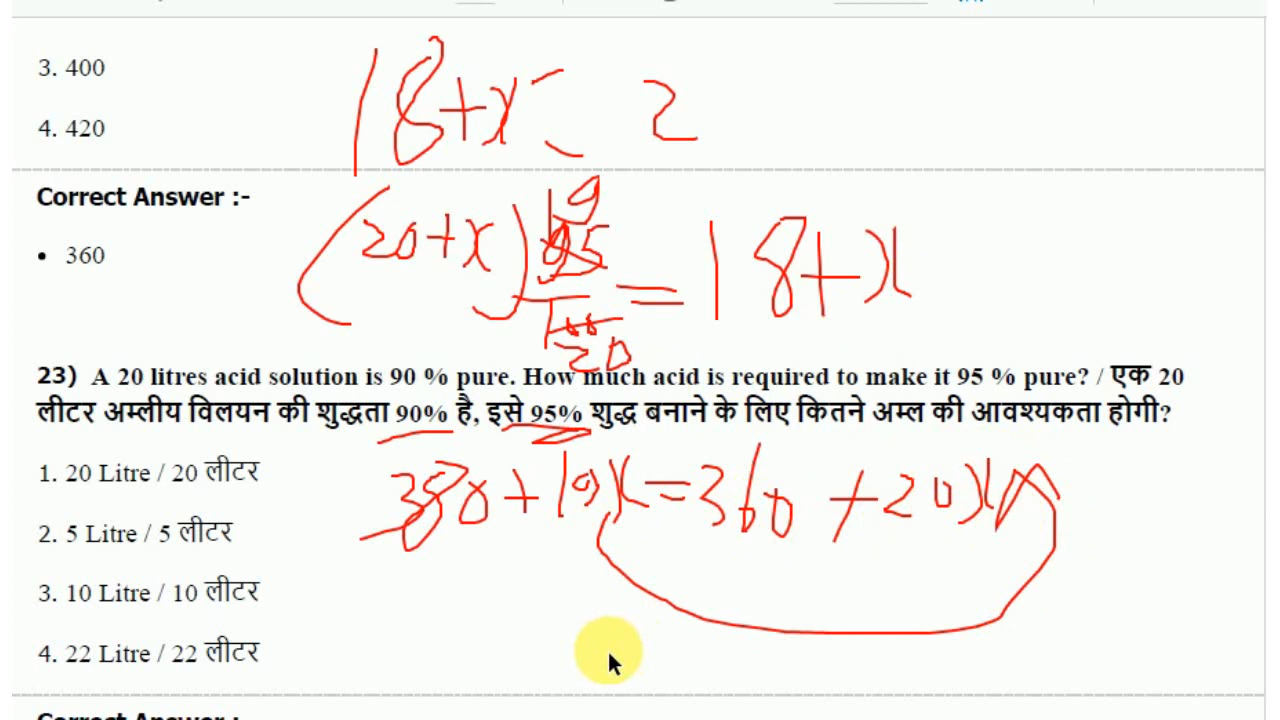 3. 400
18+x= 2
4. 420
Correct Answer :-
(20+x) 95/100 19/20 = 18+x
• 360
23) A 20 litres acid solution is 90 % pure. How much acid is required to make it 95 % pure? / एक 20
लीटर अम्लीय विलयन की शुद्धता 90% है, इसे 95% शुद्ध बनाने के लिए कितने अम्ल की आवश्यकता होगी?
1. 20 Litre / 20 लीटर
380+19x=360+20x
2. 5 Litre / 5 लीटर
3. 10 Litre / 10 लीटर
4. 22 Litre / 22 लीटर